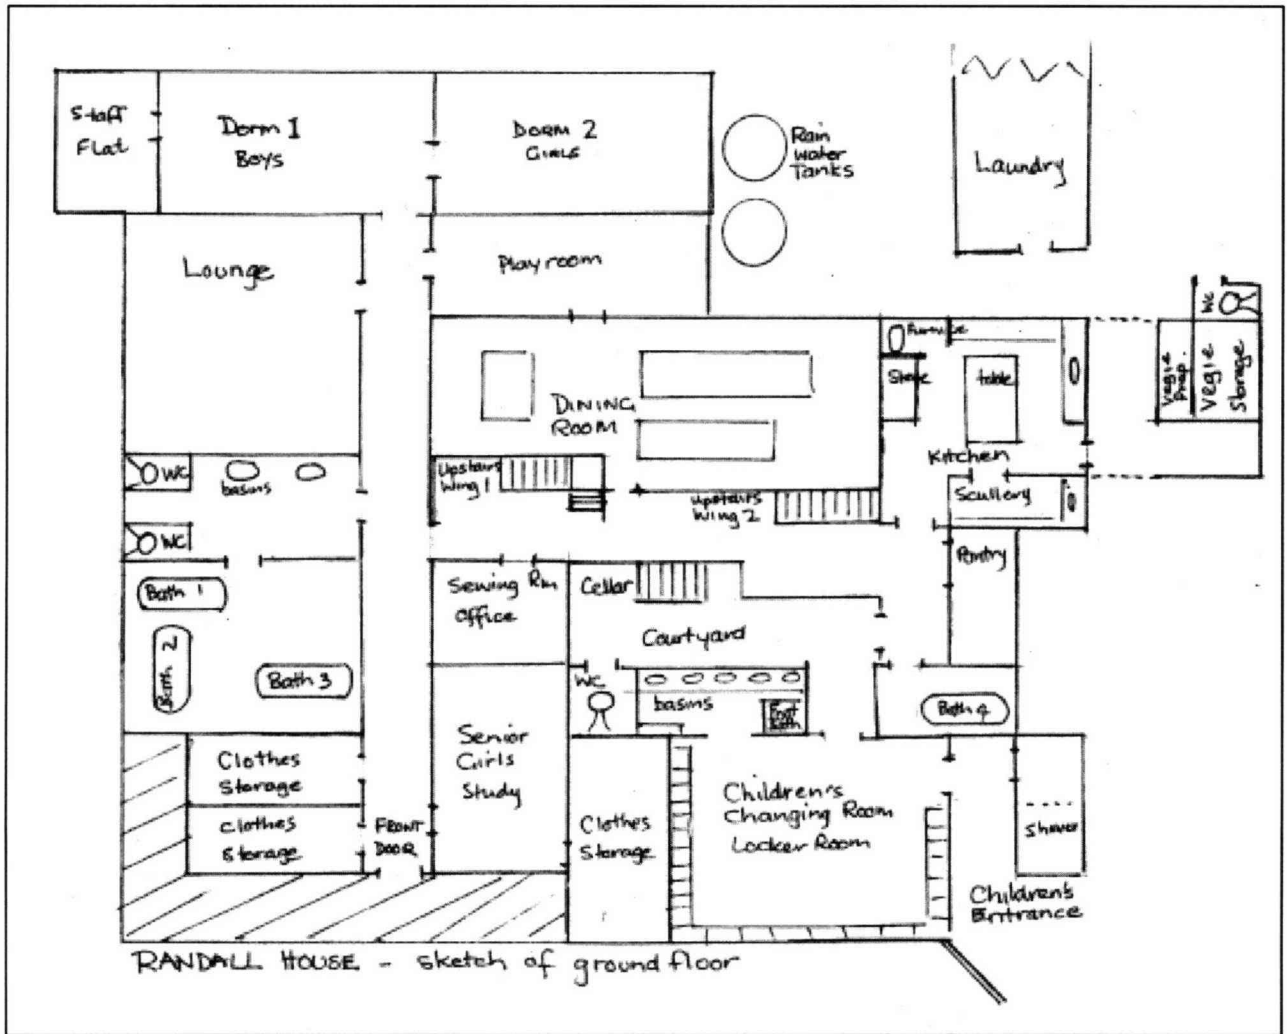 Staff
Flat
Dorm 1
Boys
DORM 2
GIRLS
Rain
Water
Tanks
Laundry
Lounge
Playroom
WC
Furnace
Vegie
Prep.
Vegie
Storage
Stove
table
DINING
ROOM
Kitchen
WC
basins
Upstairs
Wing 1
Upstairs
Wing 2
Scullery
WC
Pantry
Bath 1
Bath 2
Bath 3
Sewing Rm
Office
Cellar
Courtyard
WC
basins
Foot
Bath
Bath 4
Clothes
Storage
Clothes
Storage
FRONT
DOOR
Senior
Girls
Study
Clothes
Storage
Children's
Changing Room
Locker Room
Shower
Children's
Entrance
RANDALL HOUSE - sketch of ground floor